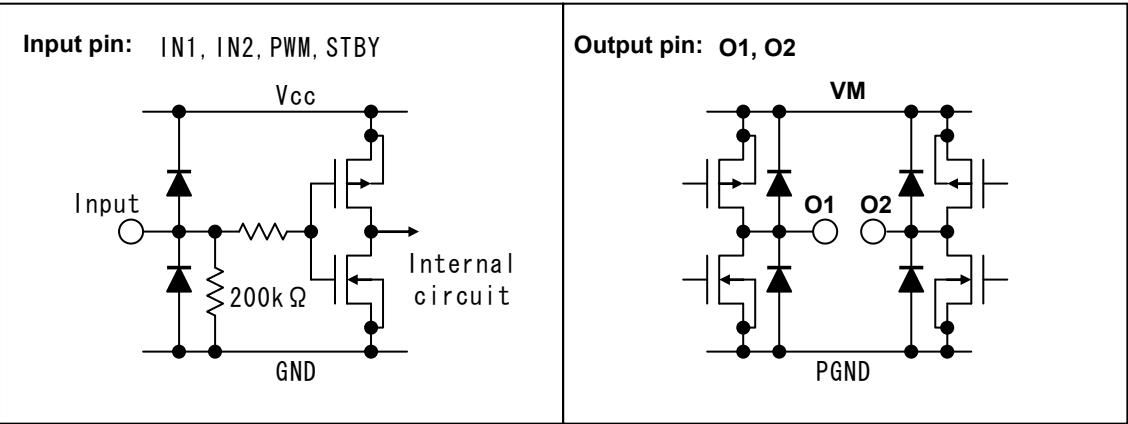 Input pin: IN1, IN2, PWM, STBY
Vcc
Input
200kΩ
Internal
circuit
GND
Output pin: O1, O2
VM
O1 O2
PGND